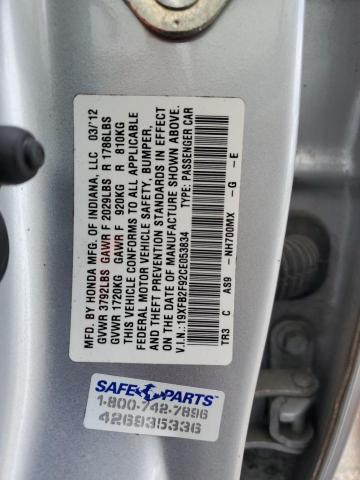 MFD. BY HONDA MFG. OF INDIANA, LLC 03/'12
GVWR 3792LBS GAWR F 2029LBS R 1786LBS
GVWR 1720KG GAWR F 920KG R 810KG
THIS VEHICLE CONFORMS TO ALL APPLICABLE
FEDERAL MOTOR VEHICLE SAFETY, BUMPER,
AND THEFT PREVENTION STANDARDS IN EFFECT
ON THE DATE OF MANUFACTURE SHOWN ABOVE.
V.I.N.: 19XFB2F92CE053834 TYPE: PASSENGER CAR
TR3 C AS9 -NH700MX -G -E
SAFE PARTS
1-800-742-7896
426935336